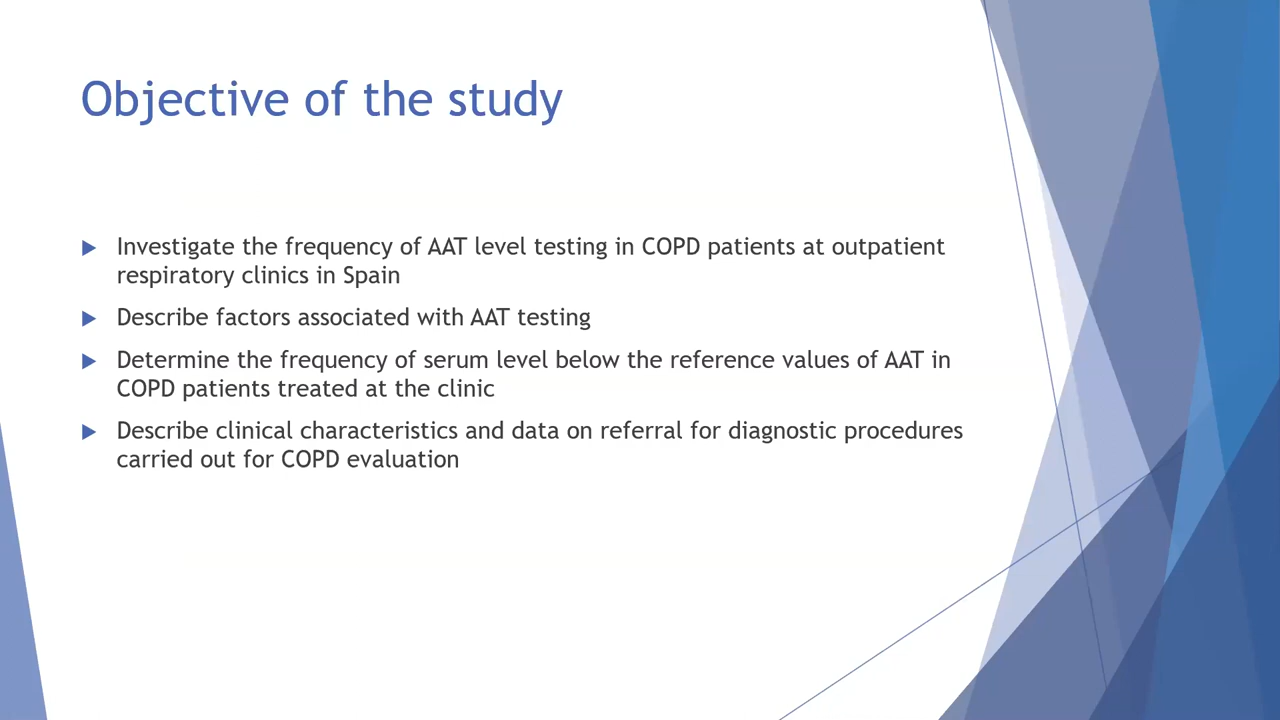 Objective of the study
Investigate the frequency of AAT level testing in COPD patients at outpatient
respiratory clinics in Spain
Describe factors associated with AAT testing
Determine the frequency of serum level below the reference values of AAT in
COPD patients treated at the clinic
Describe clinical characteristics and data on referral for diagnostic procedures
carried out for COPD evaluation